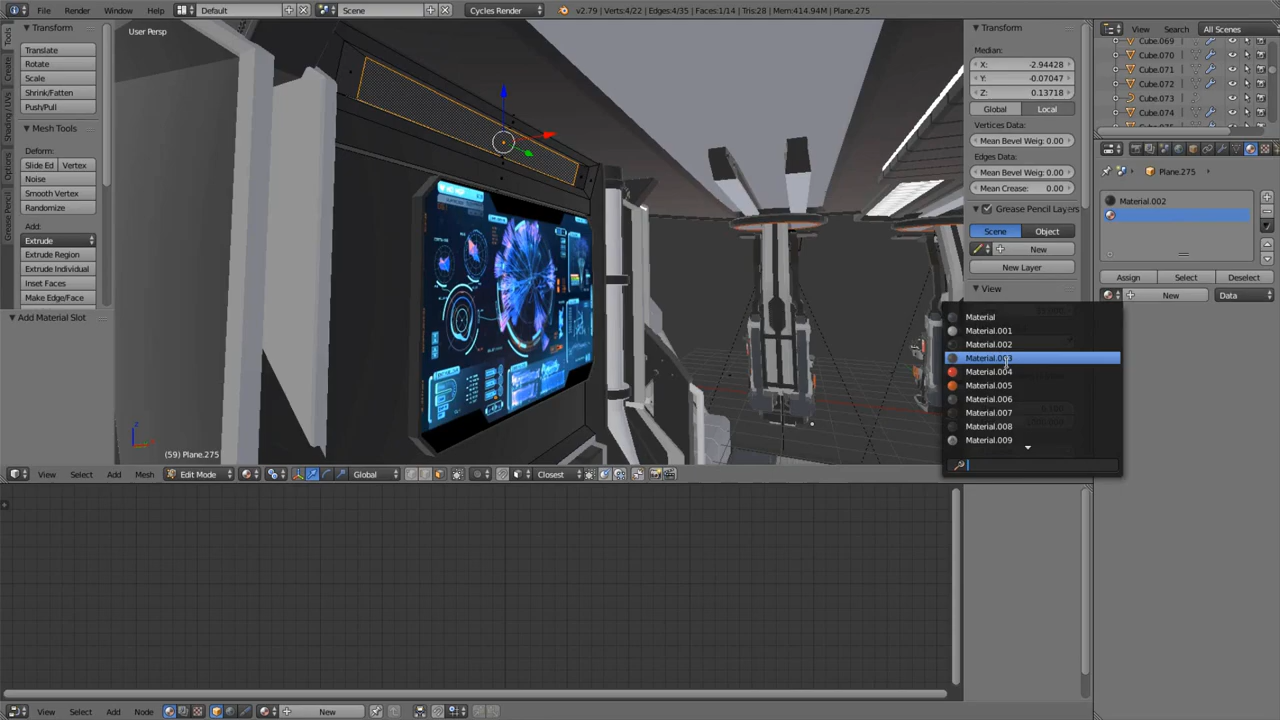 File Render Window Help Default Scene Cycles Render v2.79 | Verts:4/22 | Edges:4/35 | Faces:1/14 | Tris:28 | Mem:414.94M | Plane.275
User Persp
Tools
Create
Shading / UVs
Options
Grease Pencil
Transform
Translate
Rotate
Scale
Shrink/Fatten
Push/Pull
Mesh Tools
Deform:
Slide Ed Vertex
Noise
Smooth Vertex
Randomize
Add:
Extrude
Extrude Region
Extrude Individual
Inset Faces
Make Edge/Face
Add Material Slot
(59) Plane.275
View Select Add Mesh Edit Mode Global Closest
Transform
Median:
X: -2.94428
Y: -0.07047
Z: 0.13718
Global Local
Vertices Data:
Mean Bevel Weig: 0.00
Edges Data:
Mean Bevel Weig: 0.00
Mean Crease: 0.00
Grease Pencil Layers
Scene Object
New
New Layer
View
View Search All Scenes
Cube.069
Cube.070
Cube.071
Cube.072
Cube.073
Cube.074
Plane.275
Material.002
Assign Select Deselect
New Data
Material
Material.001
Material.002
Material.003
Material.004
Material.005
Material.006
Material.007
Material.008
Material.009
View Select Add Node New